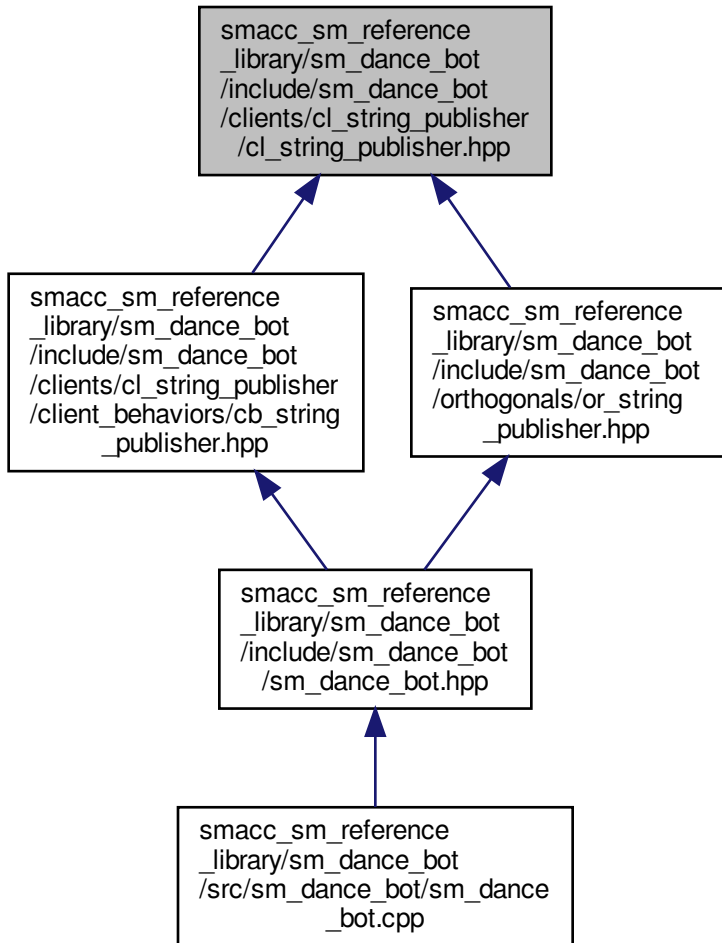 smacc_sm_reference
_library/sm_dance_bot
/include/sm_dance_bot
/clients/cl_string_publisher
/cl_string_publisher.hpp
smacc_sm_reference
_library/sm_dance_bot
/include/sm_dance_bot
/clients/cl_string_publisher
/client_behaviors/cb_string
_publisher.hpp
smacc_sm_reference
_library/sm_dance_bot
/include/sm_dance_bot
/orthogonals/or_string
_publisher.hpp
smacc_sm_reference
_library/sm_dance_bot
/include/sm_dance_bot
/sm_dance_bot.hpp
smacc_sm_reference
_library/sm_dance_bot
/src/sm_dance_bot/sm_dance
_bot.cpp